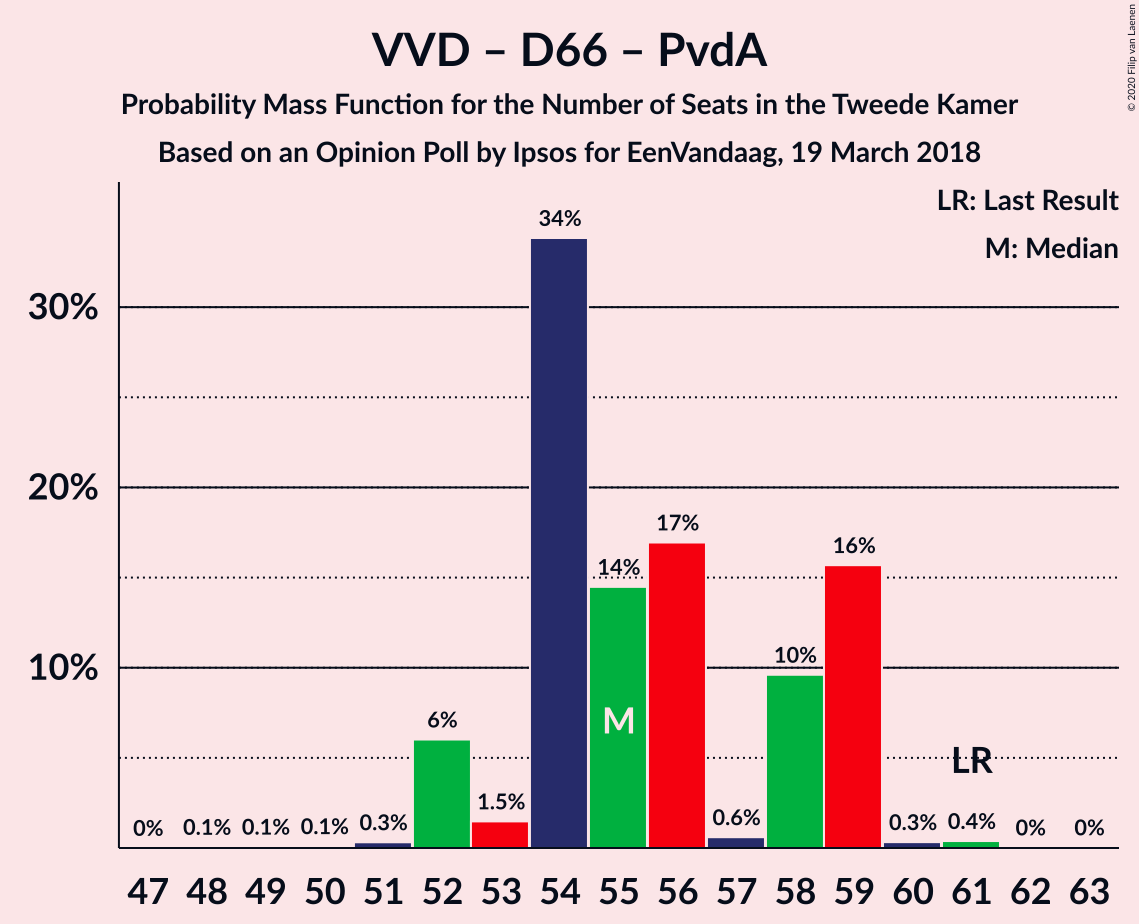 © 2020 Filip van Laenen
VVD – D66 – PvdA
Probability Mass Function for the Number of Seats in the Tweede Kamer
Based on an Opinion Poll by Ipsos for EenVandaag, 19 March 2018
LR: Last Result
M: Median
34%
30%
20%
17%
16%
14%
10%
10%
6%
M
LR
0% 0.1% 0.1% 0.1% 0.3% 1.5% 0.6% 0.3% 0.4% 0% 0%
47 48 49 50 51 52 53 54 55 56 57 58 59 60 61 62 63